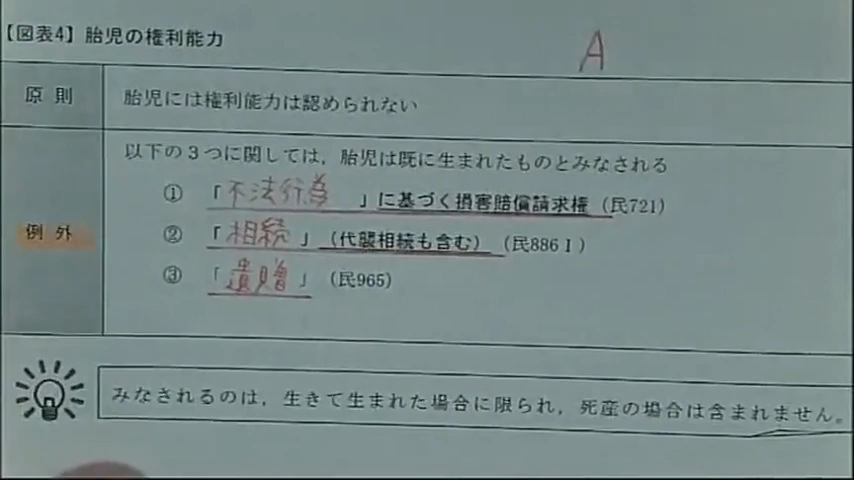 【図表4】胎児の権利能力
A
原則
胎児には権利能力は認められない
例外
以下の3つに関しては,胎児は既に生まれたものとみなされる
①「不法行為」に基づく損害賠償請求権(民721)
②「相続」(代襲相続も含む)(民886Ⅰ)
③「遺贈」(民965)
みなされるのは,生きて生まれた場合に限られ,死産の場合は含まれません。